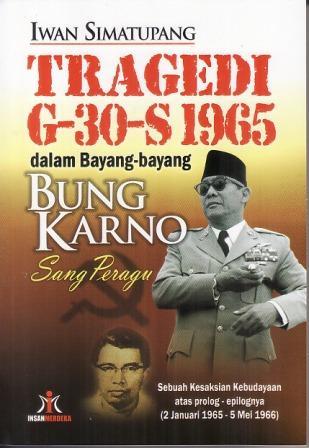 IWAN SIMATUPANG
TRAGEDI
G-30-S 1965
dalam Bayang-bayang
BUNG
KARNO
Sang Peragu
Sebuah Kesaksian Kebudayaan
atas prolog - epilognya
(2 Januari 1965 - 5 Mei 1966)
INSANMERDEKA